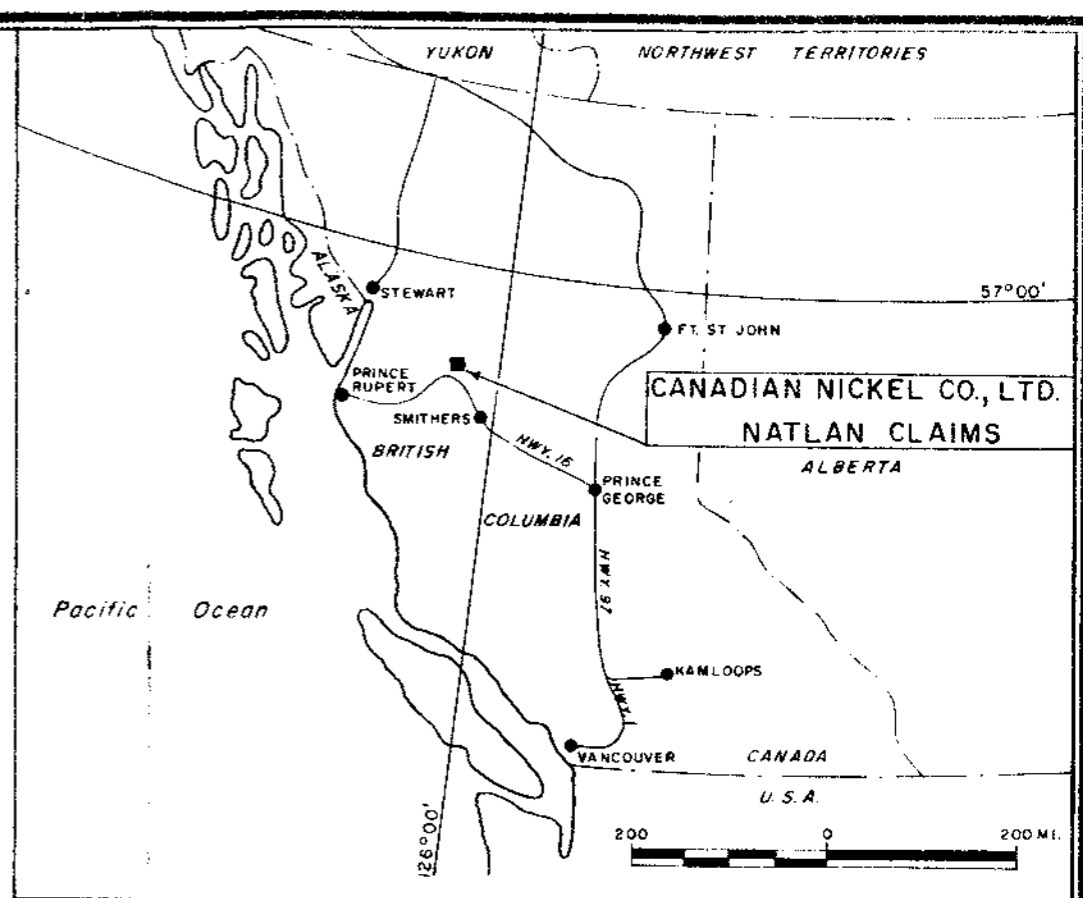 YUKON
NORTHWEST TERRITORIES
ALASKA
STEWART
57°00'
FT. ST JOHN
PRINCE
RUPERT
CANADIAN NICKEL CO., LTD.
NATLAN CLAIMS
SMITHERS
BRITISH
HWY. 16
ALBERTA
PRINCE
GEORGE
COLUMBIA
HWY. 97
Pacific Ocean
KAMLOOPS
HWY. 1
VANCOUVER
CANADA
U.S.A.
126°00'
200 0 200 MI.